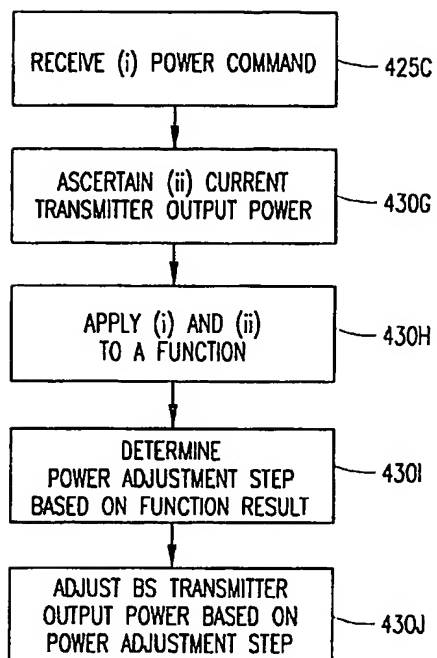 RECEIVE (i) POWER COMMAND
425C
ASCERTAIN (ii) CURRENT
TRANSMITTER OUTPUT POWER
430G
APPLY (i) AND (ii)
TO A FUNCTION
430H
DETERMINE
POWER ADJUSTMENT STEP
BASED ON FUNCTION RESULT
430I
ADJUST BS TRANSMITTER
OUTPUT POWER BASED ON
POWER ADJUSTMENT STEP
430J